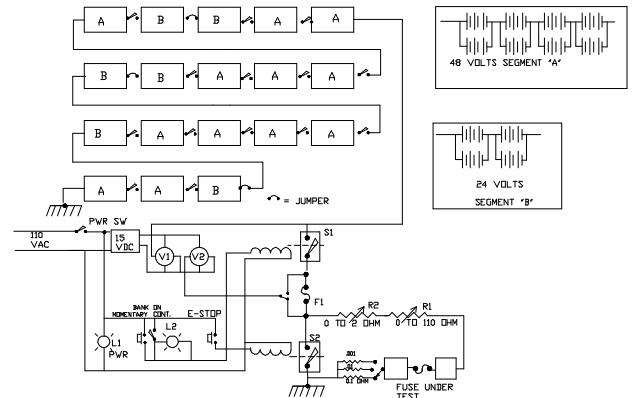 A B B A A
B B A A A
B A A A A
A A B
= JUMPER
48 VOLTS SEGMENT "A"
24 VOLTS
SEGMENT "B"
PWR SW
110
VAC
15
VDC
V1
V2
S1
BANK ON
MOMENTARY CONT.
E-STOP
L1
PWR
L2
F1
R2
R1
0 TO 2 OHM
0 TO 110 OHM
S2
.001
0.1 OHM
FUSE UNDER
TEST